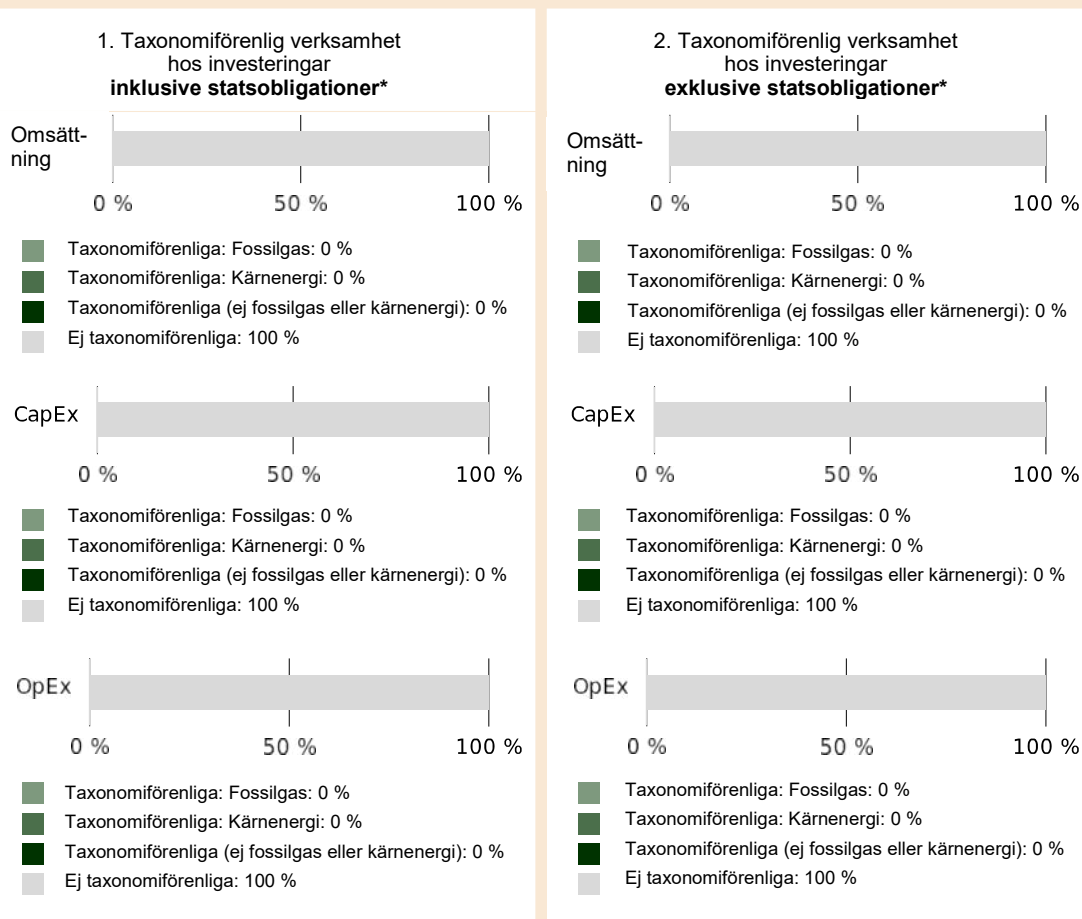 1. Taxonomiförenlig verksamhet
hos investeringar
inklusive statsobligationer*
Omsätt-
ning
0 % 50 % 100 %
Taxonomiförenliga: Fossilgas: 0 %
Taxonomiförenliga: Kärnenergi: 0 %
Taxonomiförenliga (ej fossilgas eller kärnenergi): 0 %
Ej taxonomiförenliga: 100 %
CapEx
0 % 50 % 100 %
Taxonomiförenliga: Fossilgas: 0 %
Taxonomiförenliga: Kärnenergi: 0 %
Taxonomiförenliga (ej fossilgas eller kärnenergi): 0 %
Ej taxonomiförenliga: 100 %
OpEx
0 % 50 % 100 %
Taxonomiförenliga: Fossilgas: 0 %
Taxonomiförenliga: Kärnenergi: 0 %
Taxonomiförenliga (ej fossilgas eller kärnenergi): 0 %
Ej taxonomiförenliga: 100 %
2. Taxonomiförenlig verksamhet
hos investeringar
exklusive statsobligationer*
Omsätt-
ning
0 % 50 % 100 %
Taxonomiförenliga: Fossilgas: 0 %
Taxonomiförenliga: Kärnenergi: 0 %
Taxonomiförenliga (ej fossilgas eller kärnenergi): 0 %
Ej taxonomiförenliga: 100 %
CapEx
0 % 50 % 100 %
Taxonomiförenliga: Fossilgas: 0 %
Taxonomiförenliga: Kärnenergi: 0 %
Taxonomiförenliga (ej fossilgas eller kärnenergi): 0 %
Ej taxonomiförenliga: 100 %
OpEx
0 % 50 % 100 %
Taxonomiförenliga: Fossilgas: 0 %
Taxonomiförenliga: Kärnenergi: 0 %
Taxonomiförenliga (ej fossilgas eller kärnenergi): 0 %
Ej taxonomiförenliga: 100 %